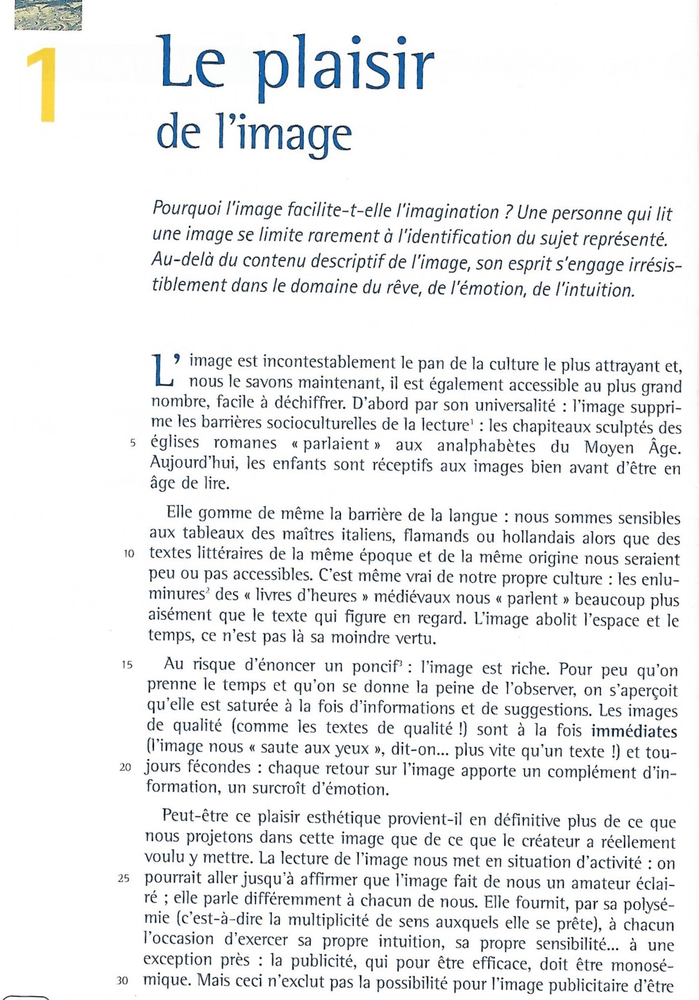 1
Le plaisir
de l'image
Pourquoi l'image facilite-t-elle l'imagination ? Une personne qui lit
une image se limite rarement à l'identification du sujet représenté.
Au-delà du contenu descriptif de l'image, son esprit s'engage irrésis-
tiblement dans le domaine du rêve, de l'émotion, de l'intuition.
L'image est incontestablement le pan de la culture le plus attrayant et,
nous le savons maintenant, il est également accessible au plus grand
nombre, facile à déchiffrer. D'abord par son universalité : l'image suppri-
me les barrières socioculturelles de la lecture¹ : les chapiteaux sculptés des
5 églises romanes « parlaient » aux analphabètes du Moyen Âge.
Aujourd'hui, les enfants sont réceptifs aux images bien avant d'être en
âge de lire.
Elle gomme de même la barrière de la langue : nous sommes sensibles
aux tableaux des maîtres italiens, flamands ou hollandais alors que des
10 textes littéraires de la même époque et de la même origine nous seraient
peu ou pas accessibles. C'est même vrai de notre propre culture : les enlu-
minures² des « livres d'heures » médiévaux nous « parlent » beaucoup plus
aisément que le texte qui figure en regard. L'image abolit l'espace et le
temps, ce n'est pas là sa moindre vertu.
15 Au risque d'énoncer un poncif³ : l'image est riche. Pour peu qu'on
prenne le temps et qu'on se donne la peine de l'observer, on s'aperçoit
qu'elle est saturée à la fois d'informations et de suggestions. Les images
de qualité (comme les textes de qualité !) sont à la fois immédiates
(l'image nous « saute aux yeux », dit-on... plus vite qu'un texte !) et tou-
20 jours fécondes : chaque retour sur l'image apporte un complément d'in-
formation, un surcroît d'émotion.
Peut-être ce plaisir esthétique provient-il en définitive plus de ce que
nous projetons dans cette image que de ce que le créateur a réellement
voulu y mettre. La lecture de l'image nous met en situation d'activité : on
25 pourrait aller jusqu'à affirmer que l'image fait de nous un amateur éclai-
ré ; elle parle différemment à chacun de nous. Elle fournit, par sa polysé-
mie (c'est-à-dire la multiplicité de sens auxquels elle se prête), à chacun
l'occasion d'exercer sa propre intuition, sa propre sensibilité... à une
exception près : la publicité, qui pour être efficace, doit être monosé-
30 mique. Mais ceci n'exclut pas la possibilité pour l'image publicitaire d'être